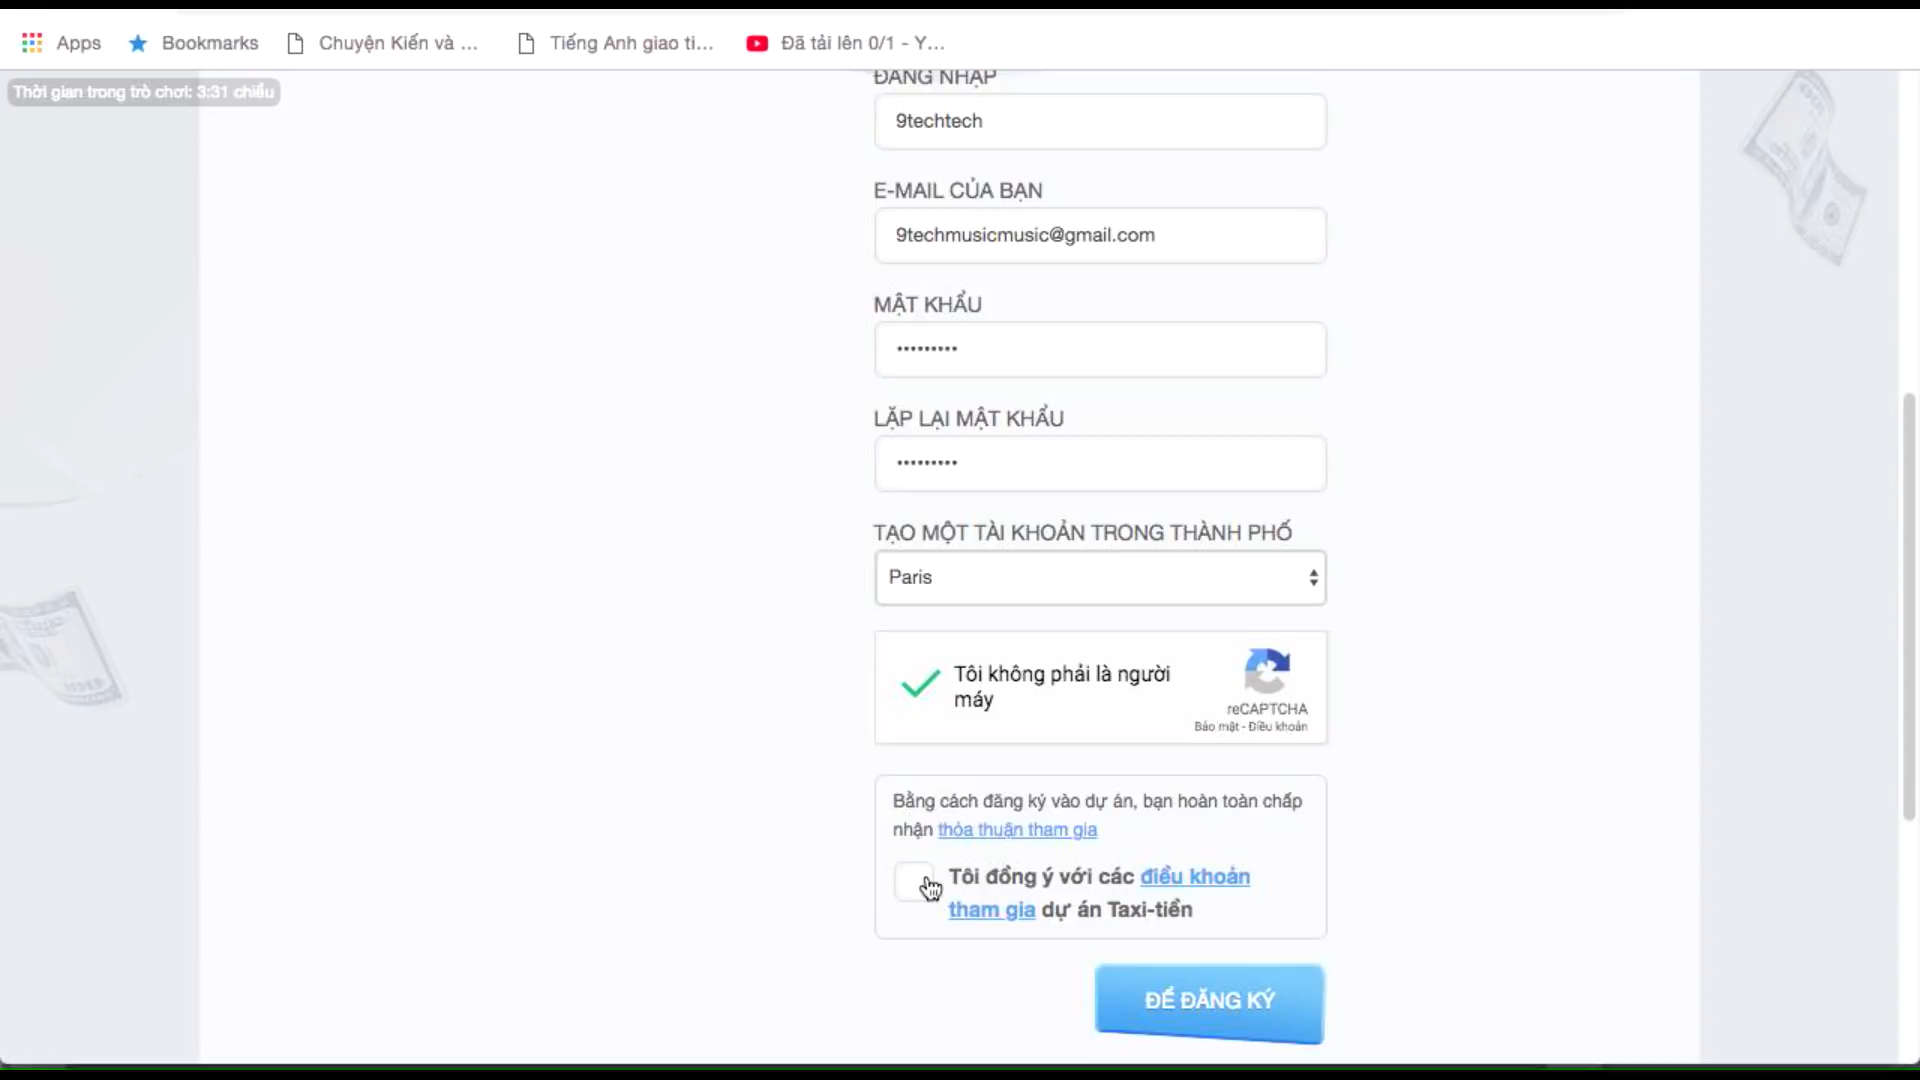 Apps Bookmarks Chuyện Kiến và ... Tiếng Anh giao ti... Đã tải lên 0/1 - Y...
Thời gian trong trò chơi: 3:31 chiều
ĐĂNG NHẬP
9techtech
E-MAIL CỦA BẠN
9techmusicmusic@gmail.com
MẬT KHẨU
•••••••••
LẶP LẠI MẬT KHẨU
•••••••••
TẠO MỘT TÀI KHOẢN TRONG THÀNH PHỐ
Paris
Tôi không phải là người
máy
reCAPTCHA
Bảo mật - Điều khoản
Bằng cách đăng ký vào dự án, bạn hoàn toàn chấp
nhận thỏa thuận tham gia
Tôi đồng ý với các điều khoản
tham gia dự án Taxi-tiền
ĐỂ ĐĂNG KÝ